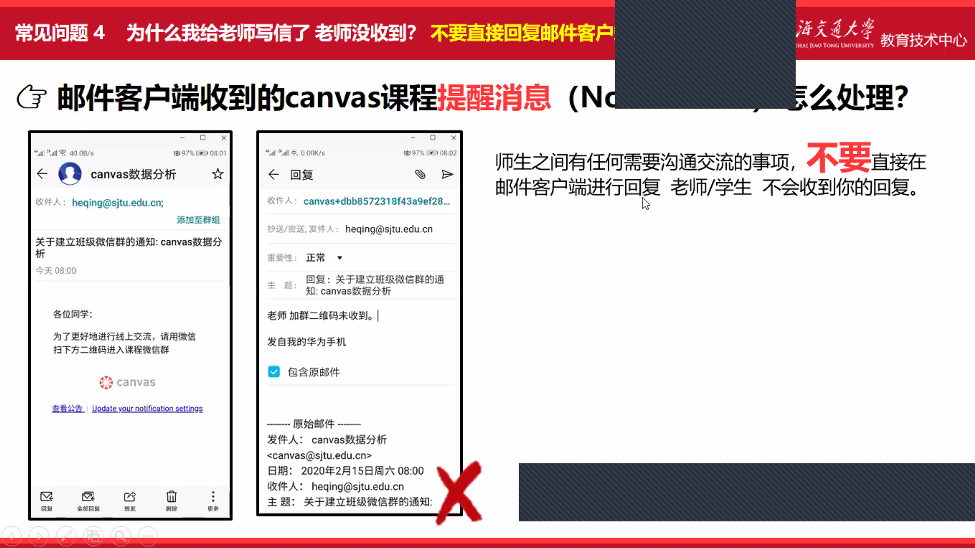 常见问题 4 为什么我给老师写信了 老师没收到? 不要直接回复邮件客户
海交通大學
HAI JIAO TONG UNIVERSITY
教育技术中心
邮件客户端收到的canvas课程提醒消息（No 怎么处理?
40.0B/s 97% 08:01
canvas数据分析
收件人: heqing@sjtu.edu.cn;
添加至群组
关于建立班级微信群的通知: canvas数据分
析
今天 08:00
各位同学:
为了更好地进行线上交流，请用微信
扫下方二维码进入课程微信群
canvas
查看公告 | Update your notification settings
回复 全部回复 转发 删除 更多
0.00K/s 97% 08:02
回复
收件人: canvas+dbb8572318f43a9ef28...
抄送/密送, 发件人: heqing@sjtu.edu.cn
重要性: 正常
主 题: 回复: 关于建立班级微信群的通
知: canvas数据分析
老师 加群二维码未收到。
发自我的华为手机
包含原邮件
-------- 原始邮件 --------
发件人: canvas数据分析
<canvas@sjtu.edu.cn>
日期: 2020年2月15日周六 08:00
收件人: heqing@sjtu.edu.cn
主 题: 关于建立班级微信群的通知:
师生之间有任何需要沟通交流的事项，不要直接在
邮件客户端进行回复 老师/学生 不会收到你的回复。